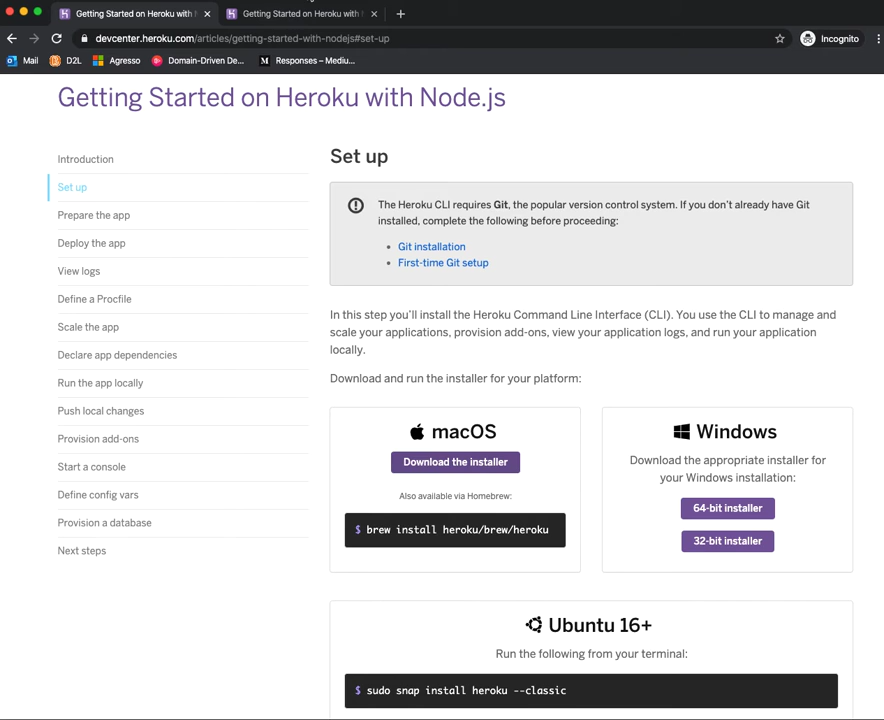 Getting Started on Heroku with N
Getting Started on Heroku with
devcenter.heroku.com/articles/getting-started-with-nodejs#set-up
Incognito
Mail
D2L
Agresso
Domain-Driven De...
Responses – Mediu...
Getting Started on Heroku with Node.js
Introduction
Set up
Prepare the app
Deploy the app
View logs
Define a Procfile
Scale the app
Declare app dependencies
Run the app locally
Push local changes
Provision add-ons
Start a console
Define config vars
Provision a database
Next steps
Set up
The Heroku CLI requires Git, the popular version control system. If you don't already have Git
installed, complete the following before proceeding:
Git installation
First-time Git setup
In this step you'll install the Heroku Command Line Interface (CLI). You use the CLI to manage and
scale your applications, provision add-ons, view your application logs, and run your application
locally.
Download and run the installer for your platform:
macOS
Download the installer
Also available via Homebrew:
$ brew install heroku/brew/heroku
Windows
Download the appropriate installer for
your Windows installation:
64-bit installer
32-bit installer
Ubuntu 16+
Run the following from your terminal:
$ sudo snap install heroku --classic